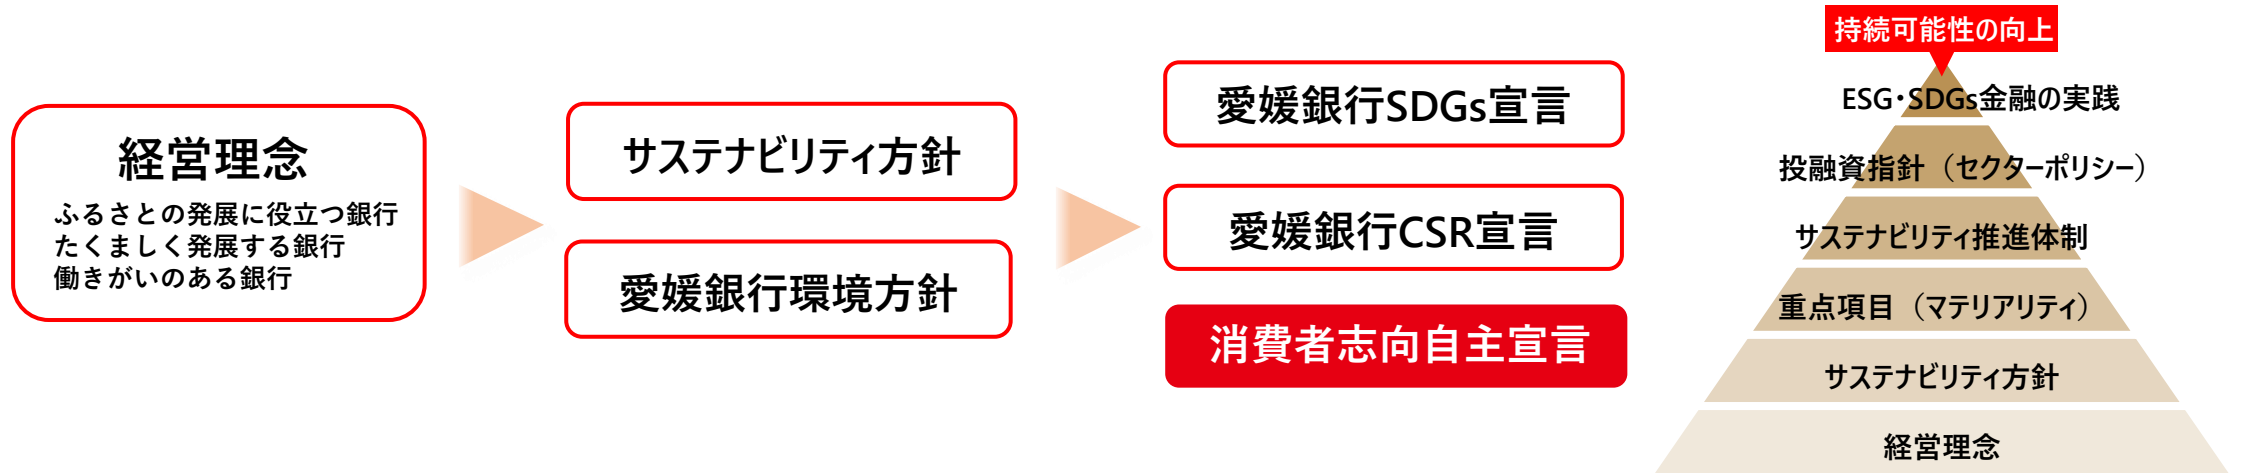 経営理念
ふるさとの発展に役立つ銀行
たくましく発展する銀行
働きがいのある銀行
サステナビリティ方針
愛媛銀行環境方針
愛媛銀行SDGs宣言
愛媛銀行CSR宣言
消費者志向自主宣言
持続可能性の向上
ESG・SDGs金融の実践
投融資指針（セクターポリシー）
サステナビリティ推進体制
重点項目（マテリアリティ）
サステナビリティ方針
経営理念